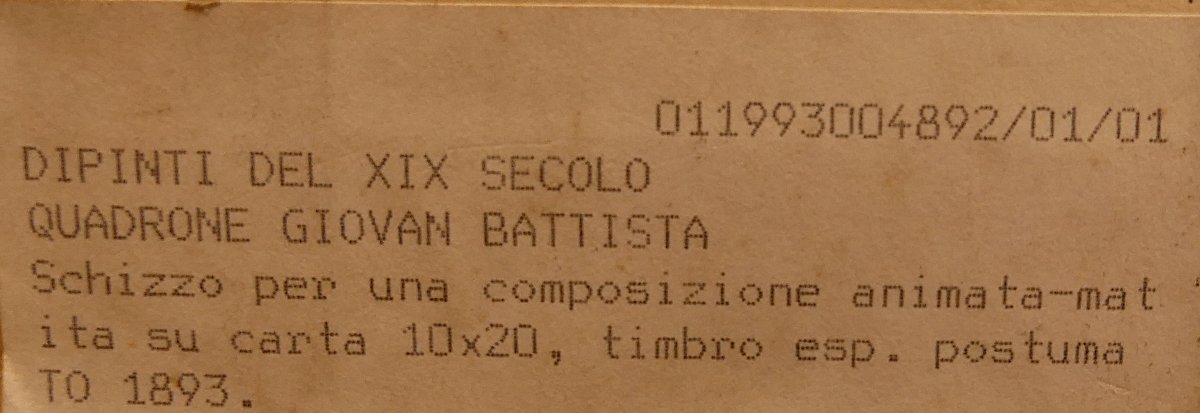 011993004892/01/01
DIPINTI DEL XIX SECOLO
QUADRONE GIOVAN BATTISTA
Schizzo per una composizione animata-mat
ita su carta 10x20, timbro esp. postuma
TO 1893.